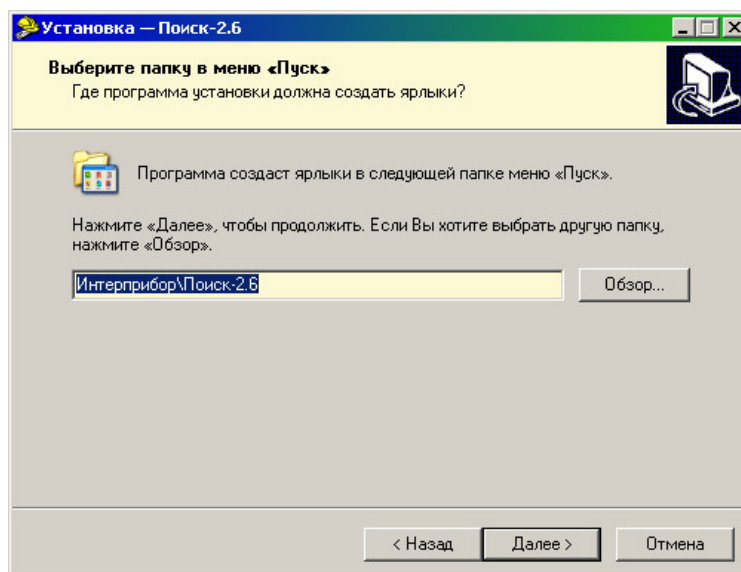 Установка — Поиск-2.6
Выберите папку в меню «Пуск»
Где программа установки должна создать ярлыки?
Программа создаст ярлыки в следующей папке меню «Пуск».
Нажмите «Далее», чтобы продолжить. Если Вы хотите выбрать другую папку,
нажмите «Обзор».
Интерприбор\Поиск-2.6
Обзор...
< Назад
Далее >
Отмена